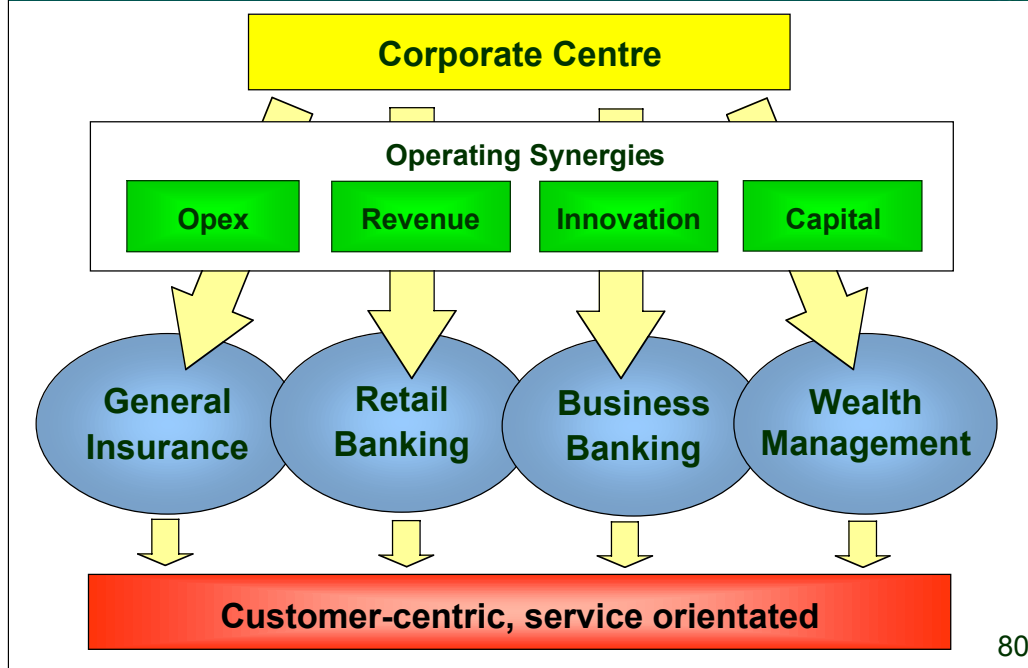 Corporate Centre
Operating Synergies
Opex
Revenue
Innovation
Capital
General
Insurance
Retail
Banking
Business
Banking
Wealth
Management
Customer-centric, service orientated
80